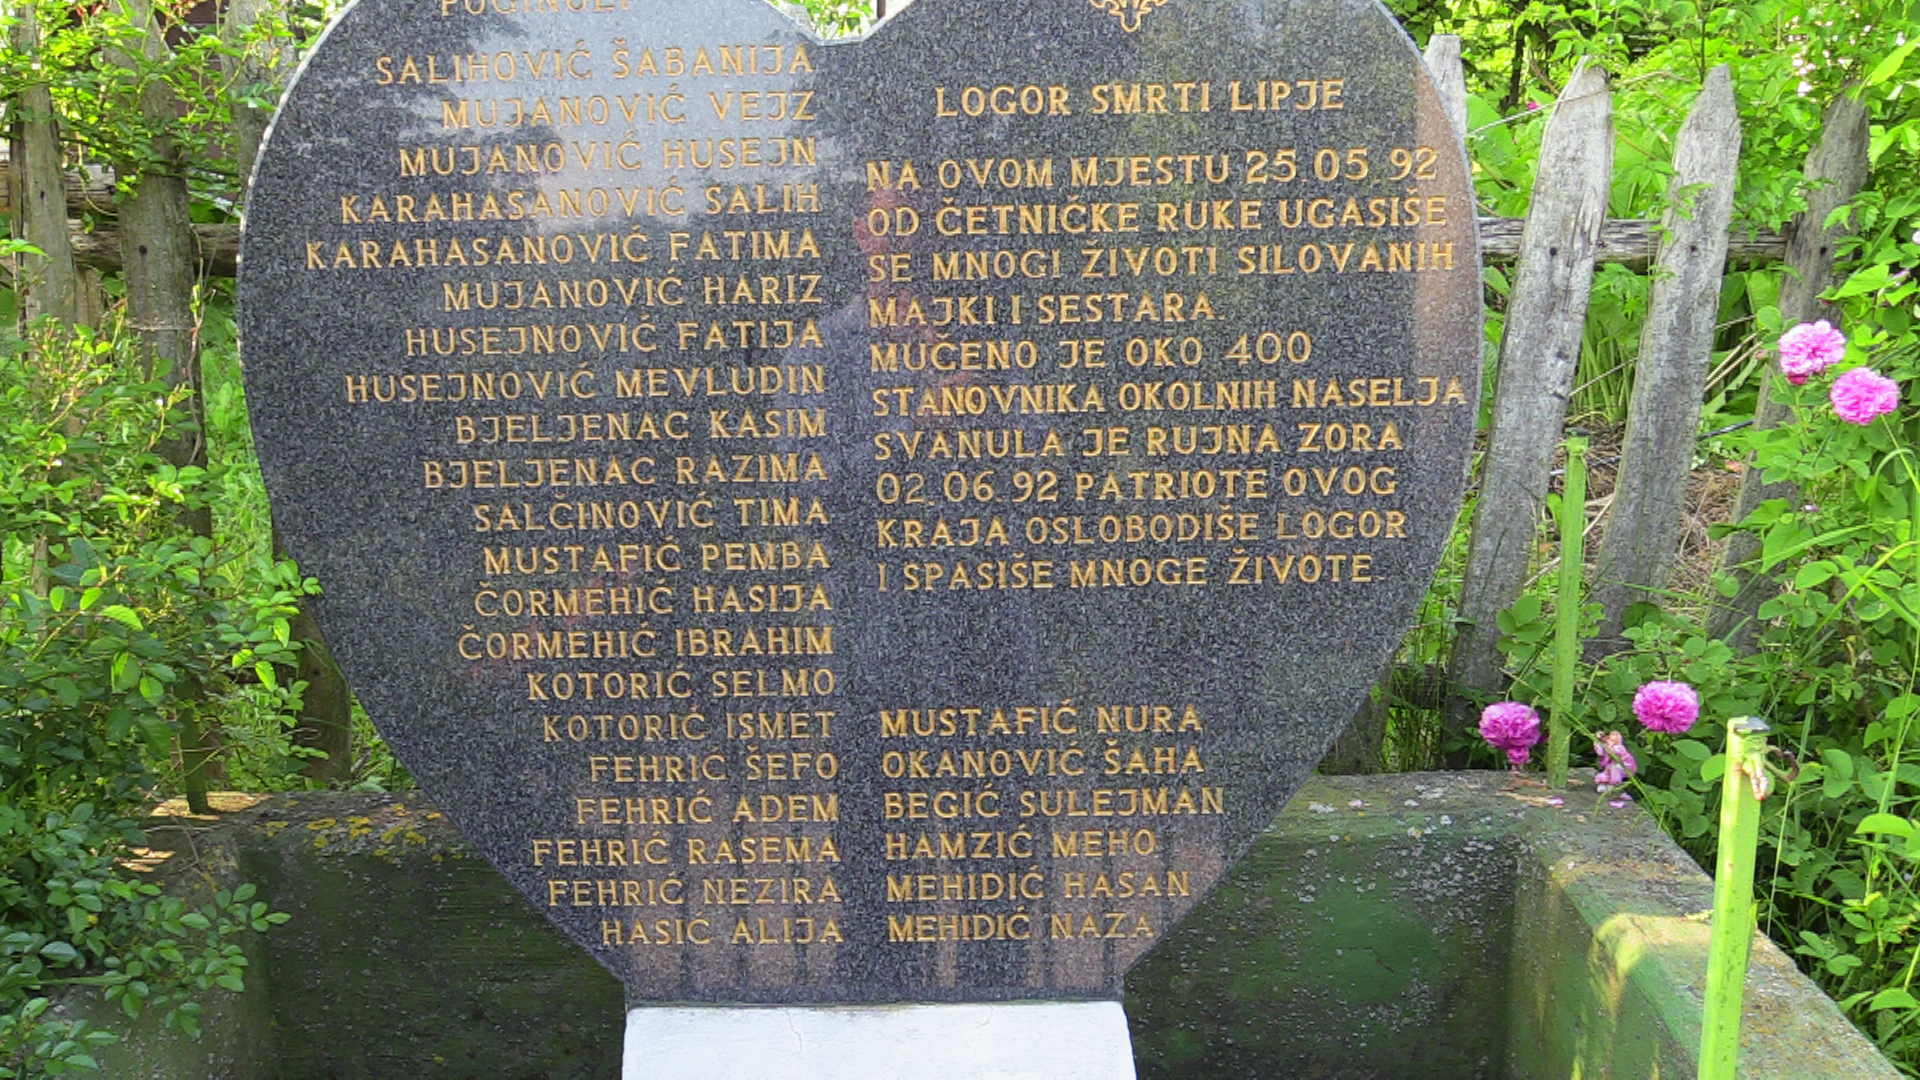 POGINULI
SALIHOVIĆ ŠABANIJA
MUJANOVIĆ VEJZ
MUJANOVIĆ HUSEJN
KARAHASANOVIĆ SALIH
KARAHASANOVIĆ FATIMA
MUJANOVIĆ HARIZ
HUSEJNOVIĆ FATIJA
HUSEJNOVIĆ MEVLUDIN
BJELJENAC KASIM
BJELJENAC RAZIMA
SALČINOVIĆ TIMA
MUSTAFIĆ PEMBA
ČORMEHIĆ HASIJA
ČORMEHIĆ IBRAHIM
KOTORIĆ SELMO
KOTORIĆ ISMET
FEHRIĆ ŠEFO
FEHRIĆ ADEM
FEHRIĆ RASEMA
FEHRIĆ NEZIRA
HASIĆ ALIJA
LOGOR SMRTI LIPJE
NA OVOM MJESTU 25.05.92
OD ČETNIĆKE RUKE UGASIŠE
SE MNOGI ŽIVOTI SILOVANIH
MAJKI I SESTARA.
MUČENO JE OKO 400
STANOVNIKA OKOLNIH NASELJA
SVANULA JE RUJNA ZORA
02.06.92 PATRIOTE OVOG
KRAJA OSLOBODIŠE LOGOR
I SPASIŠE MNOGE ŽIVOTE.
MUSTAFIĆ NURA
OKANOVIĆ ŠAHA
BEGIĆ SULEJMAN
HAMZIĆ MEHO
MEHIDIĆ HASAN
MEHIDIĆ NAZA